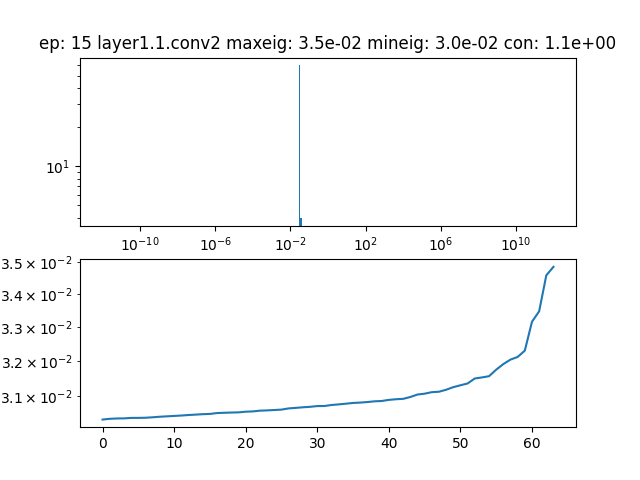 ep: 15 layer1.1.conv2 maxeig: 3.5e-02 mineig: 3.0e-02 con: 1.1e+00
10¹
10⁻¹⁰ 10⁻⁶ 10⁻² 10² 10⁶ 10¹⁰
3.5 × 10⁻²
3.4 × 10⁻²
3.3 × 10⁻²
3.2 × 10⁻²
3.1 × 10⁻²
0 10 20 30 40 50 60